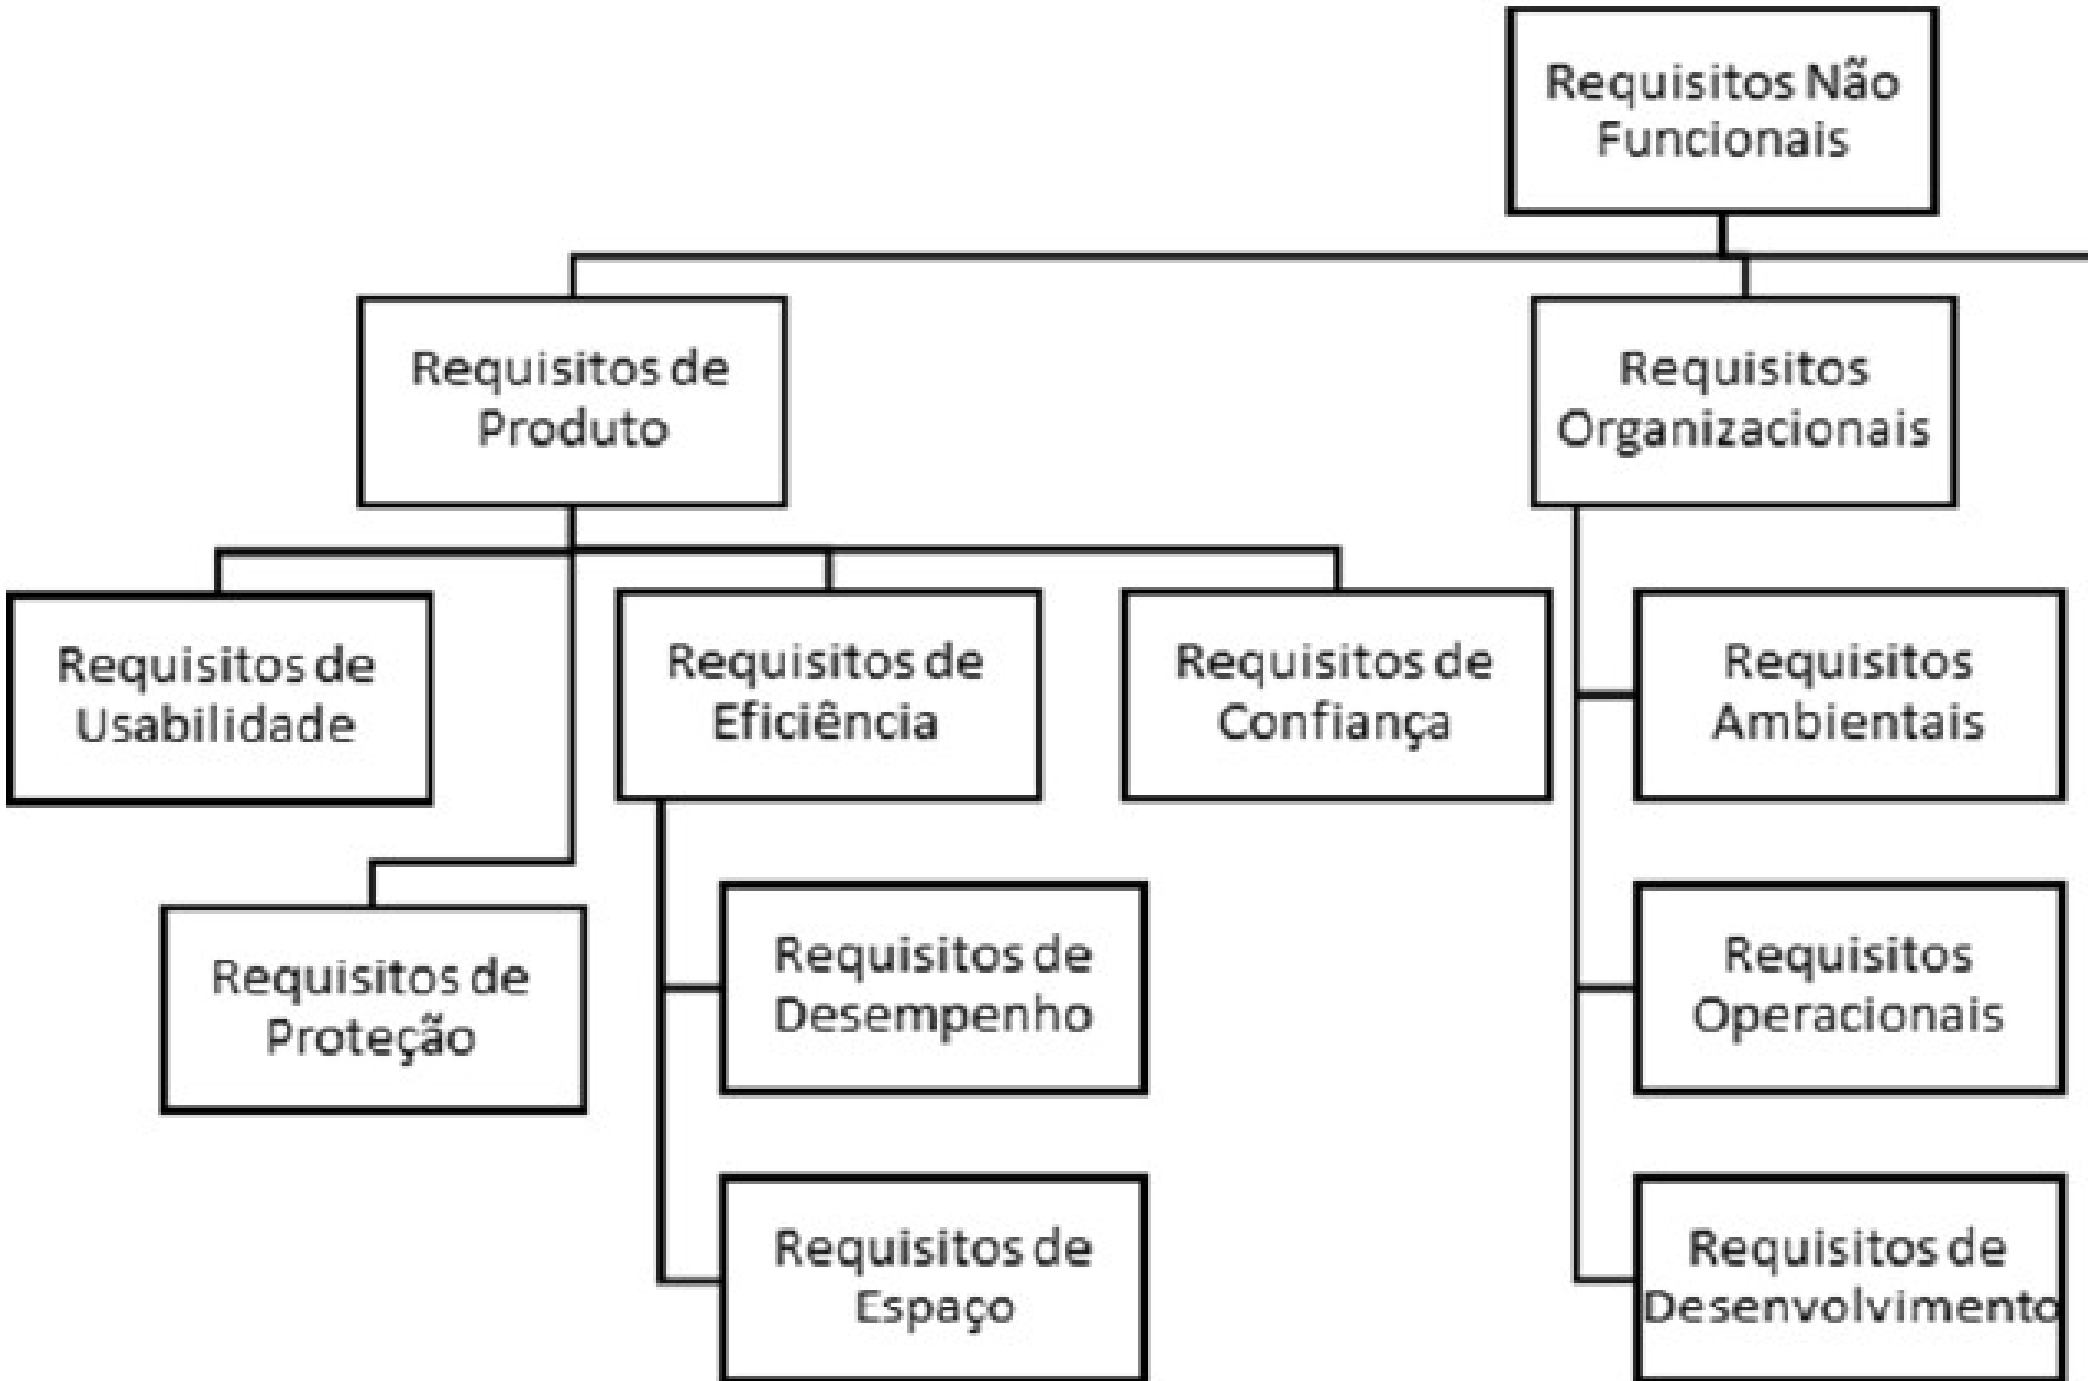 Requisitos Não
Funcionais
Requisitos de
Produto
Requisitos
Organizacionais
Requisitos de
Usabilidade
Requisitos de
Eficiência
Requisitos de
Confiança
Requisitos
Ambientais
Requisitos de
Proteção
Requisitos de
Desempenho
Requisitos
Operacionais
Requisitos de
Espaço
Requisitos de
Desenvolvimento